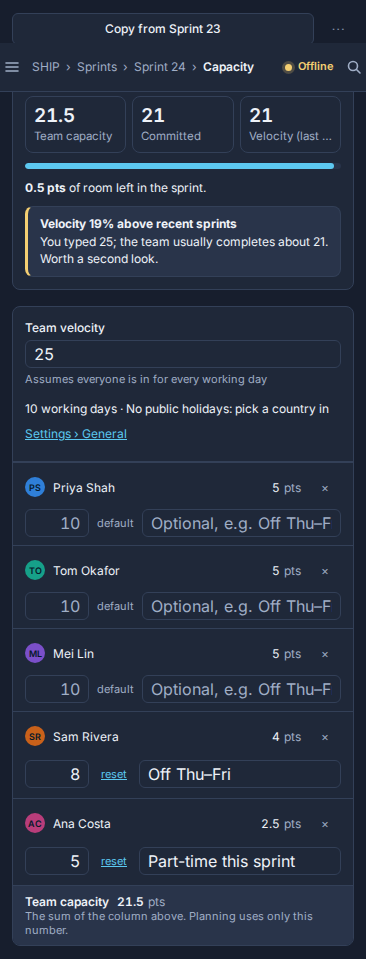 Copy from Sprint 23 ...
SHIP › Sprints › Sprint 24 › Capacity Offline
21.5
Team capacity
21
Committed
21
Velocity (last ...
0.5 pts of room left in the sprint.
Velocity 19% above recent sprints
You typed 25; the team usually completes about 21.
Worth a second look.
Team velocity
25
Assumes everyone is in for every working day
10 working days · No public holidays: pick a country in
Settings › General
PS Priya Shah 5 pts ×
10 default Optional, e.g. Off Thu–F
TO Tom Okafor 5 pts ×
10 default Optional, e.g. Off Thu–F
ML Mei Lin 5 pts ×
10 default Optional, e.g. Off Thu–F
SR Sam Rivera 4 pts ×
8 reset Off Thu–Fri
AC Ana Costa 2.5 pts ×
5 reset Part-time this sprint
Team capacity 21.5 pts
The sum of the column above. Planning uses only this
number.